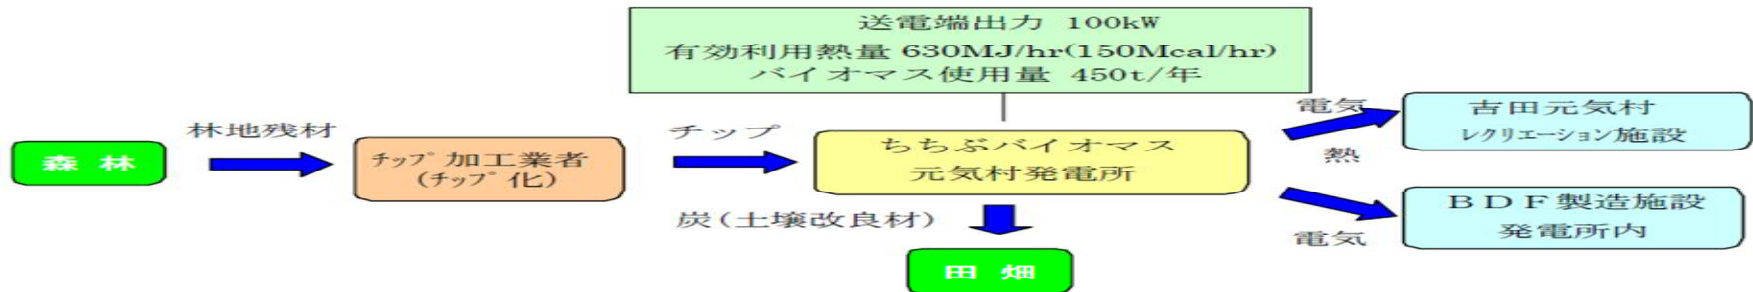 送電端出力 100kW
有効利用熱量 630MJ/hr(150Mcal/hr)
バイオマス使用量 450t/年
森 林
林地残材
ﾁｯﾌﾟ加工業者
(ﾁｯﾌﾟ化)
チップ
ちちぶバイオマス
元気村発電所
電気
熱
吉田元気村
ﾚｸﾘｴｰｼｮﾝ施設
電気
ＢＤＦ製造施設
発電所内
炭(土壌改良材)
田 畑